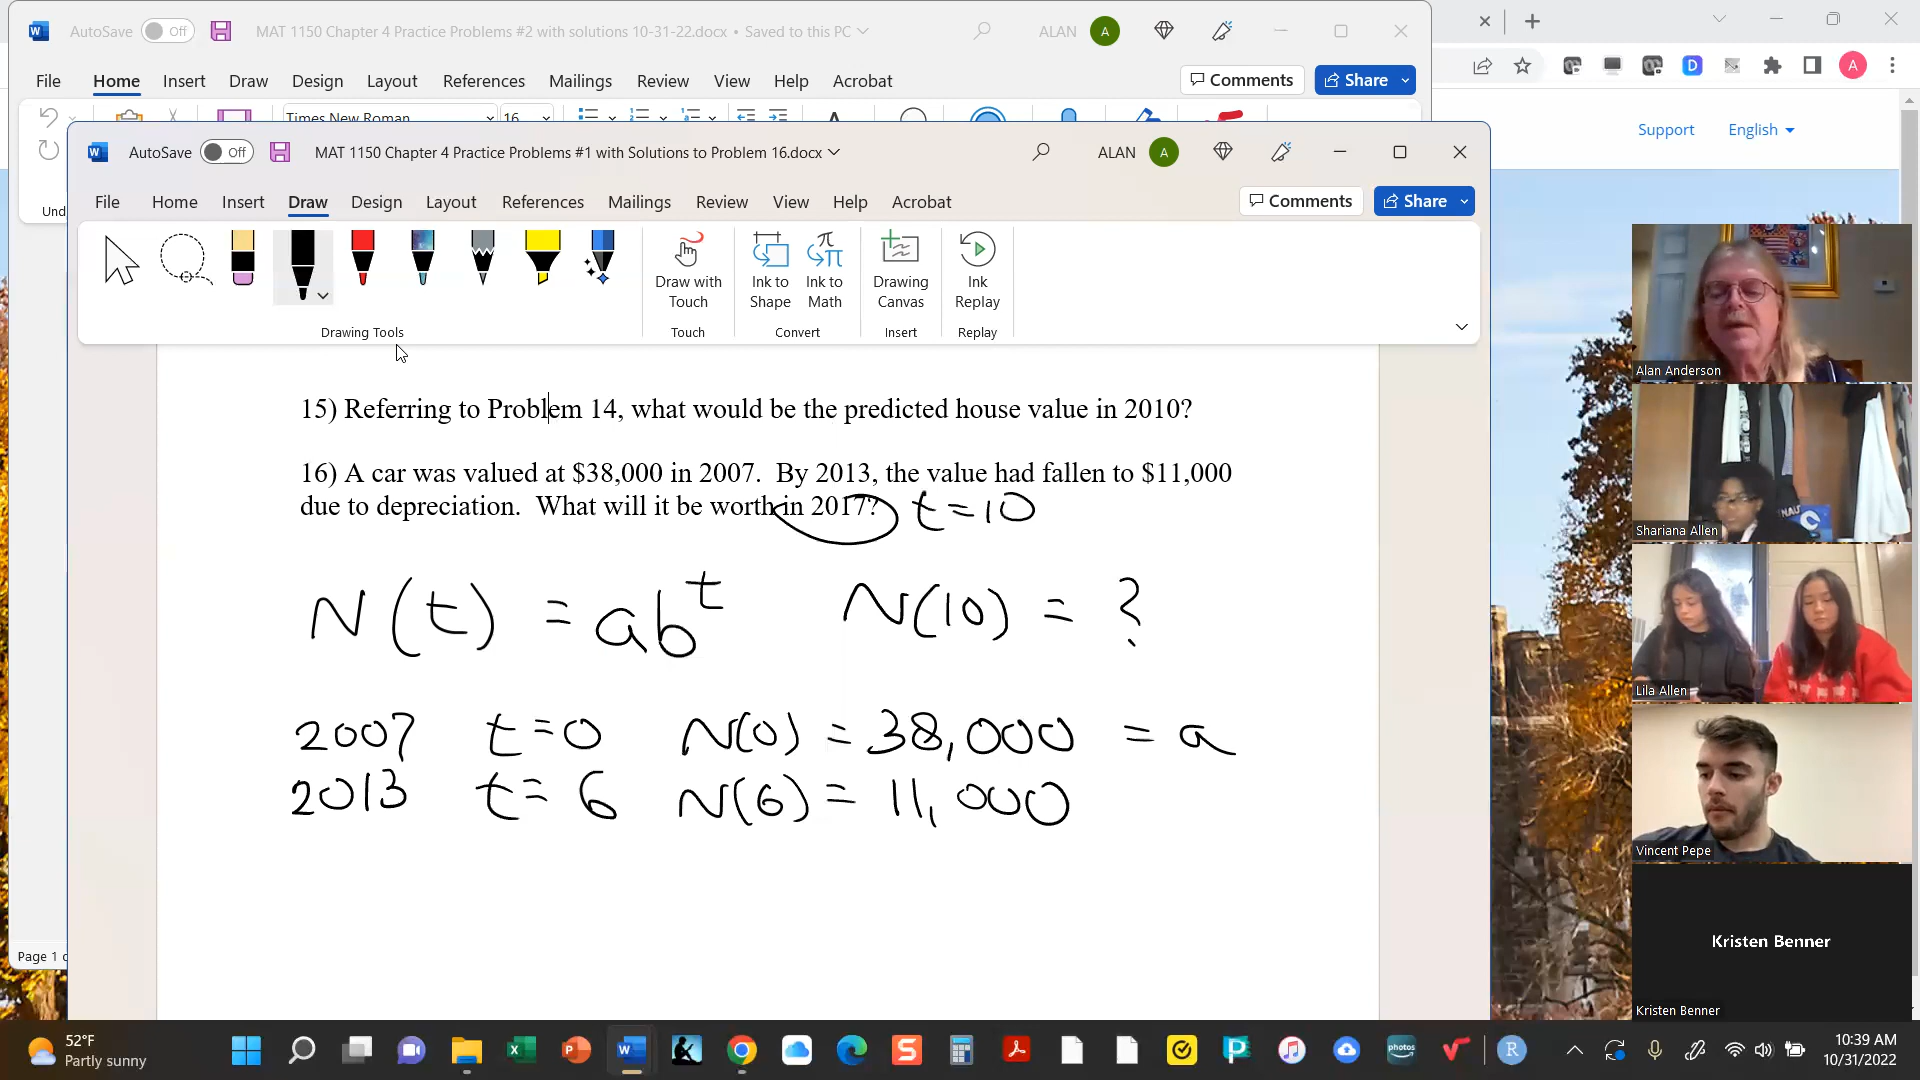 AutoSave Off MAT 1150 Chapter 4 Practice Problems #2 with solutions 10-31-22.docx • Saved to this PC ALAN A
File Home Insert Draw Design Layout References Mailings Review View Help Acrobat Comments Share
Times New Roman 16
Und
AutoSave Off MAT 1150 Chapter 4 Practice Problems #1 with Solutions to Problem 16.docx ALAN A
File Home Insert Draw Design Layout References Mailings Review View Help Acrobat Comments Share
Draw with Touch
Ink to Shape
Ink to Math
Drawing Canvas
Ink Replay
Drawing Tools Touch Convert Insert Replay
Support English
A
D
15) Referring to Problem 14, what would be the predicted house value in 2010?
16) A car was valued at $38,000 in 2007. By 2013, the value had fallen to $11,000
due to depreciation. What will it be worth in 2017? t=10
N(t) = ab^t N(10) = ?
2007 t=0 N(0) = 38,000 = a
2013 t=6 N(6) = 11,000
Page 1 o
Alan Anderson
Shariana Allen
Lila Allen
Vincent Pepe
Kristen Benner
Kristen Benner
52°F
Partly sunny
photos
R
10:39 AM
10/31/2022